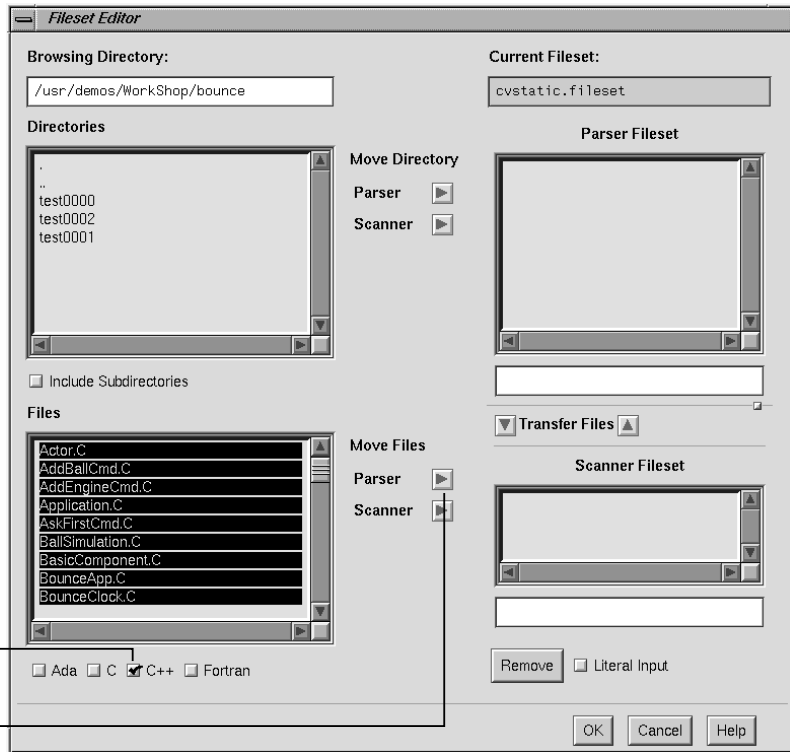 Fileset Editor
Browsing Directory:
/usr/demos/WorkShop/bounce
Directories
.
..
test0000
test0002
test0001
Move Directory
Parser
Scanner
Include Subdirectories
Files
Actor.C
AddBallCmd.C
AddEngineCmd.C
Application.C
AskFirstCmd.C
BallSimulation.C
BasicComponent.C
BounceApp.C
BounceClock.C
Move Files
Parser
Scanner
Ada C C++ Fortran
Current Fileset:
cvstatic.fileset
Parser Fileset
Transfer Files
Scanner Fileset
Remove Literal Input
OK Cancel Help